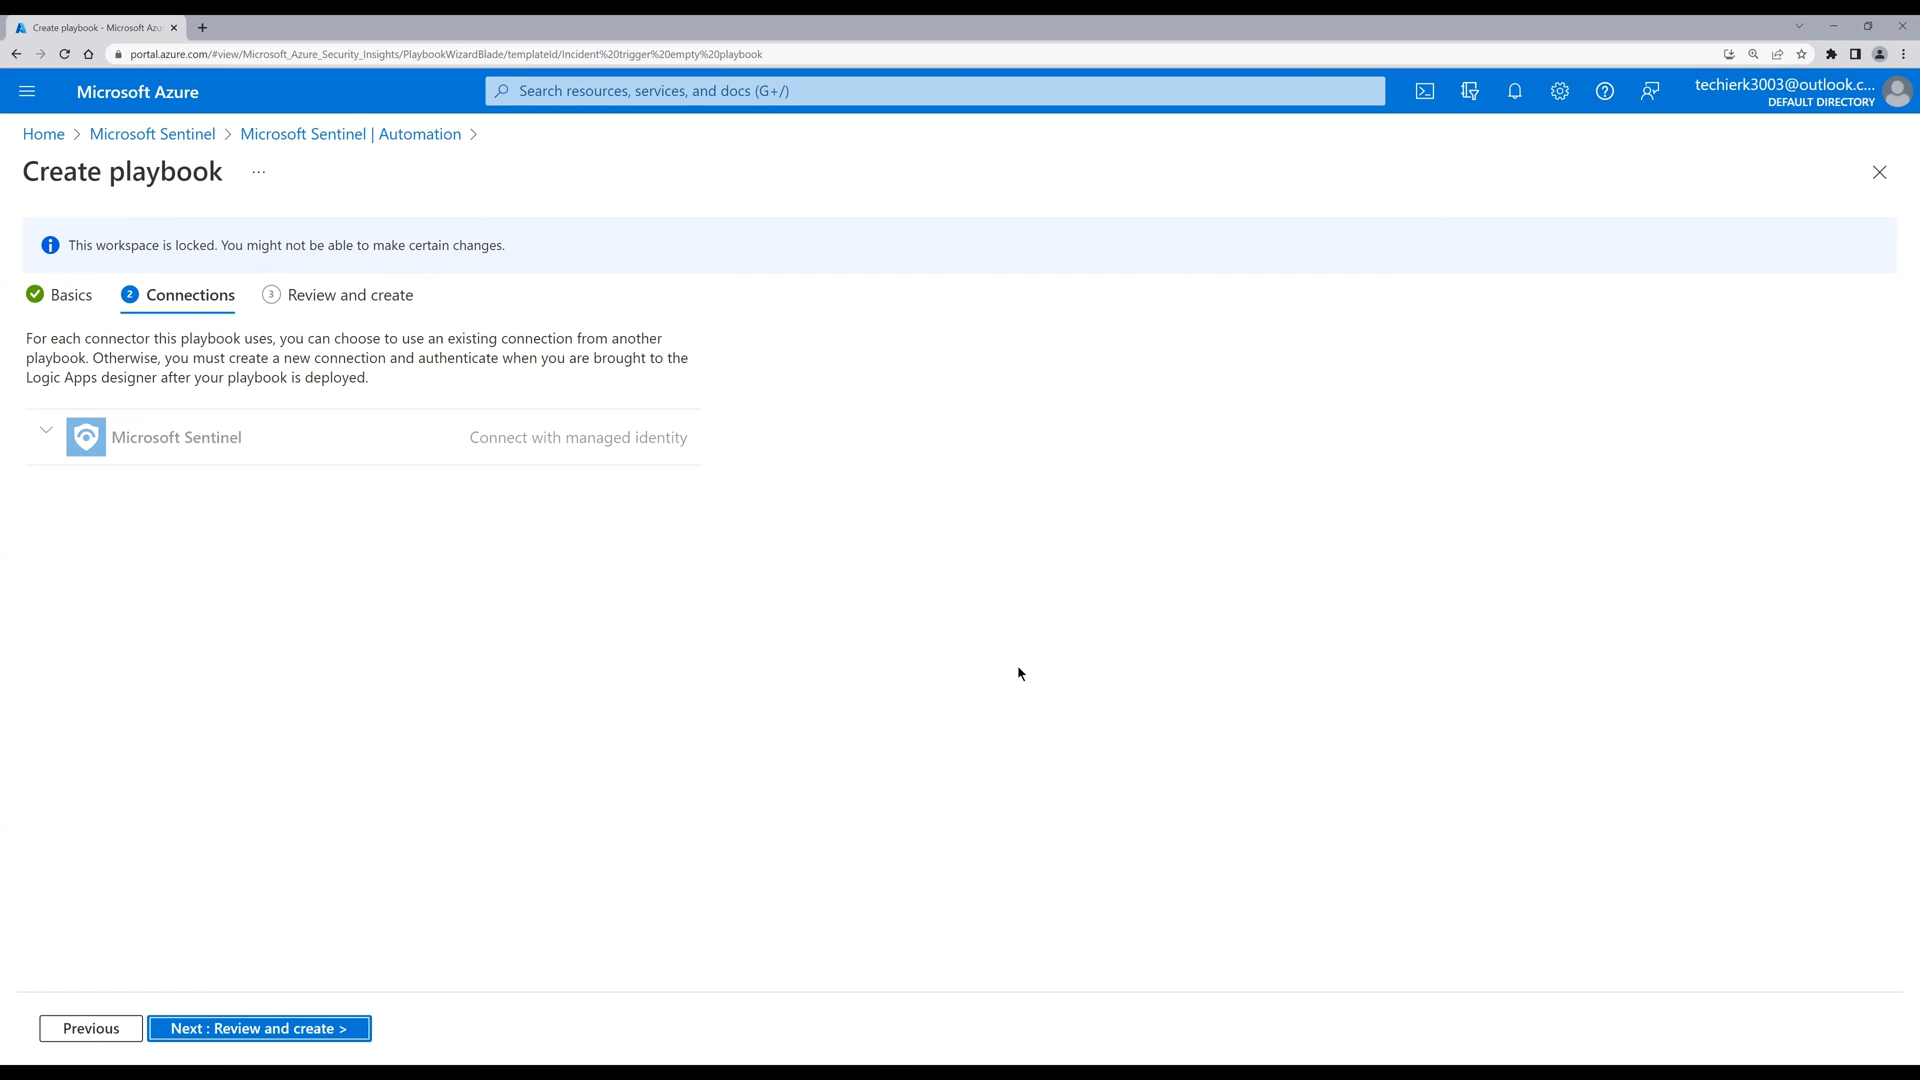 Create playbook - Microsoft Azu
portal.azure.com/#view/Microsoft_Azure_Security_Insights/PlaybookWizardBlade/templateId/Incident%20trigger%20empty%20playbook
Microsoft Azure
Search resources, services, and docs (G+/)
techierk3003@outlook.c...
DEFAULT DIRECTORY
Home > Microsoft Sentinel > Microsoft Sentinel | Automation >
Create playbook ...
This workspace is locked. You might not be able to make certain changes.
Basics 2 Connections 3 Review and create
For each connector this playbook uses, you can choose to use an existing connection from another
playbook. Otherwise, you must create a new connection and authenticate when you are brought to the
Logic Apps designer after your playbook is deployed.
Microsoft Sentinel Connect with managed identity
Previous Next : Review and create >